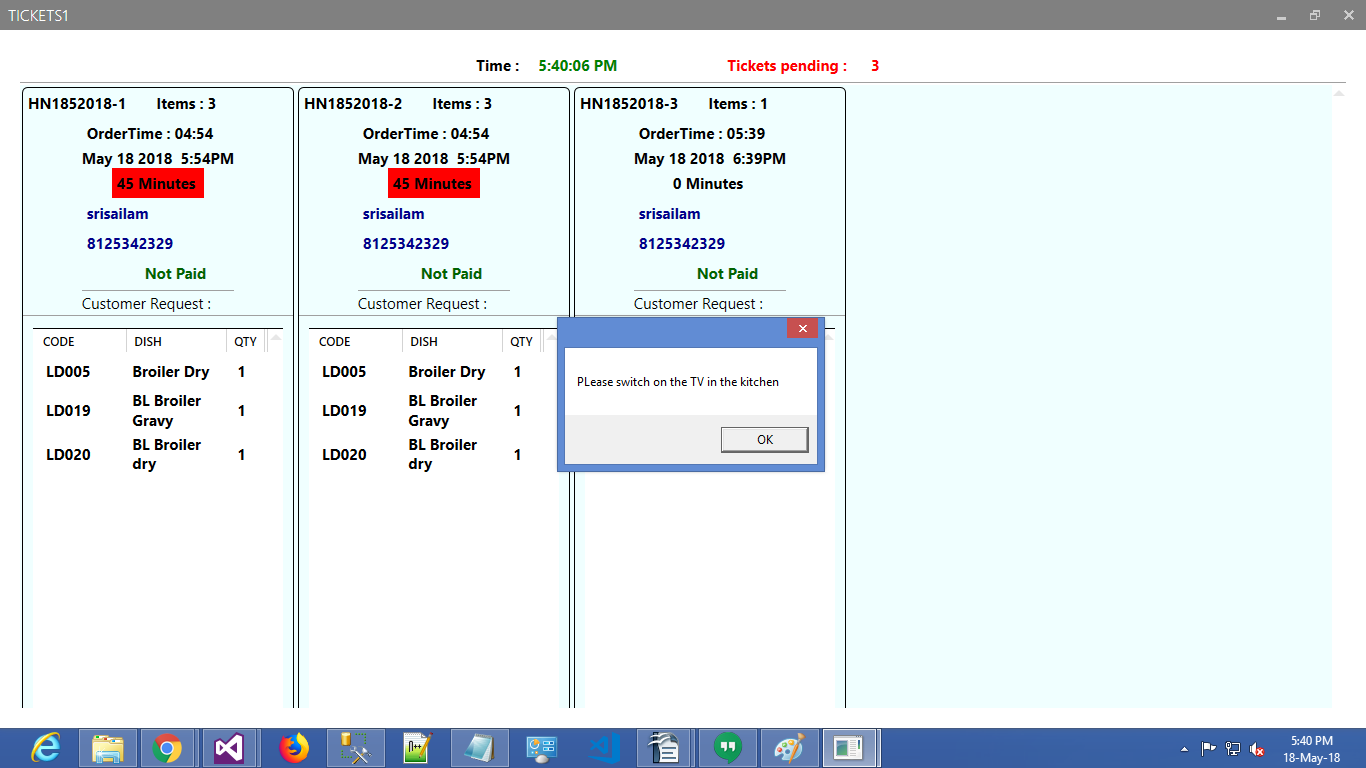 TICKETS1
Time : 5:40:06 PM Tickets pending : 3
HN1852018-1 Items : 3
OrderTime : 04:54
May 18 2018 5:54PM
45 Minutes
srisailam
8125342329
Not Paid
Customer Request :
CODE DISH QTY
LD005 Broiler Dry 1
LD019 BL Broiler Gravy 1
LD020 BL Broiler dry 1
HN1852018-2 Items : 3
OrderTime : 04:54
May 18 2018 5:54PM
45 Minutes
srisailam
8125342329
Not Paid
Customer Request :
CODE DISH QTY
LD005 Broiler Dry 1
LD019 BL Broiler Gravy 1
LD020 BL Broiler dry 1
HN1852018-3 Items : 1
OrderTime : 05:39
May 18 2018 6:39PM
0 Minutes
srisailam
8125342329
Not Paid
Customer Request :
PLease switch on the TV in the kitchen
OK
5:40 PM
18-May-18